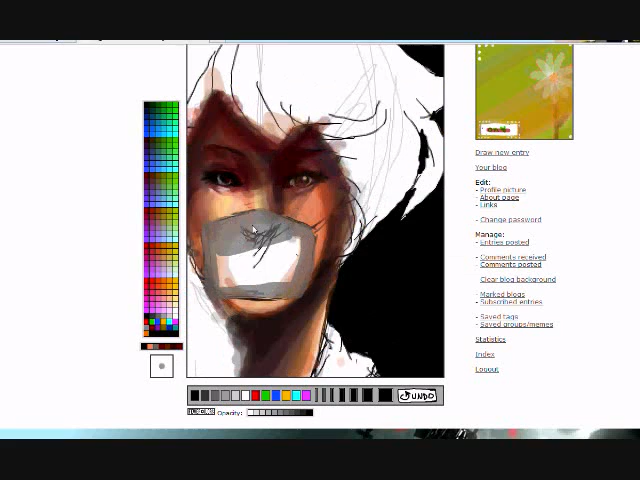 Draw new entry
Your blog
Edit:
- Profile picture
- About page
- Links
- Change password
Manage:
- Entries posted
- Comments received
- Comments posted
Clear blog background
- Marked blogs
- Subscribed entries
- Saved tags
- Saved groups/memes
Statistics
Index
Logout
UNDO
Opacity: